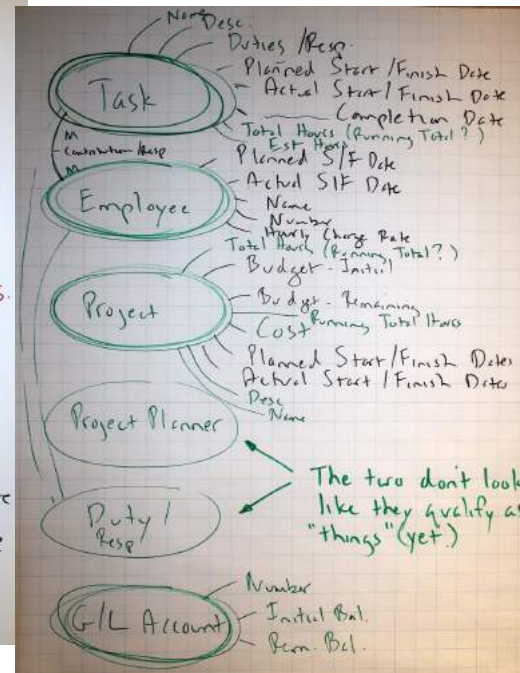 s.
re
e
Name
Desc.
Duties / Resp.
Planned Start / Finish Date
Actual Start / Finish Date
Completion Date
Task
Total Hours (Running Total?)
Est Hours
M
Contribution / Resp
M
Planned S/F Date
Actual S/F Date
Name
Number
Hourly Charge Rate
Employee
Total Hours (Running Total?)
Budget - Initial
Budget - Remaining
Running Total Hours
Cost
Project
Planned Start / Finish Dates
Actual Start / Finish Dates
Desc
Name
Project Planner
The two don't look
like they qualify as
"things" (yet.)
Duty /
Resp
Number
Initial Bal.
Rem. Bal.
G/L Account